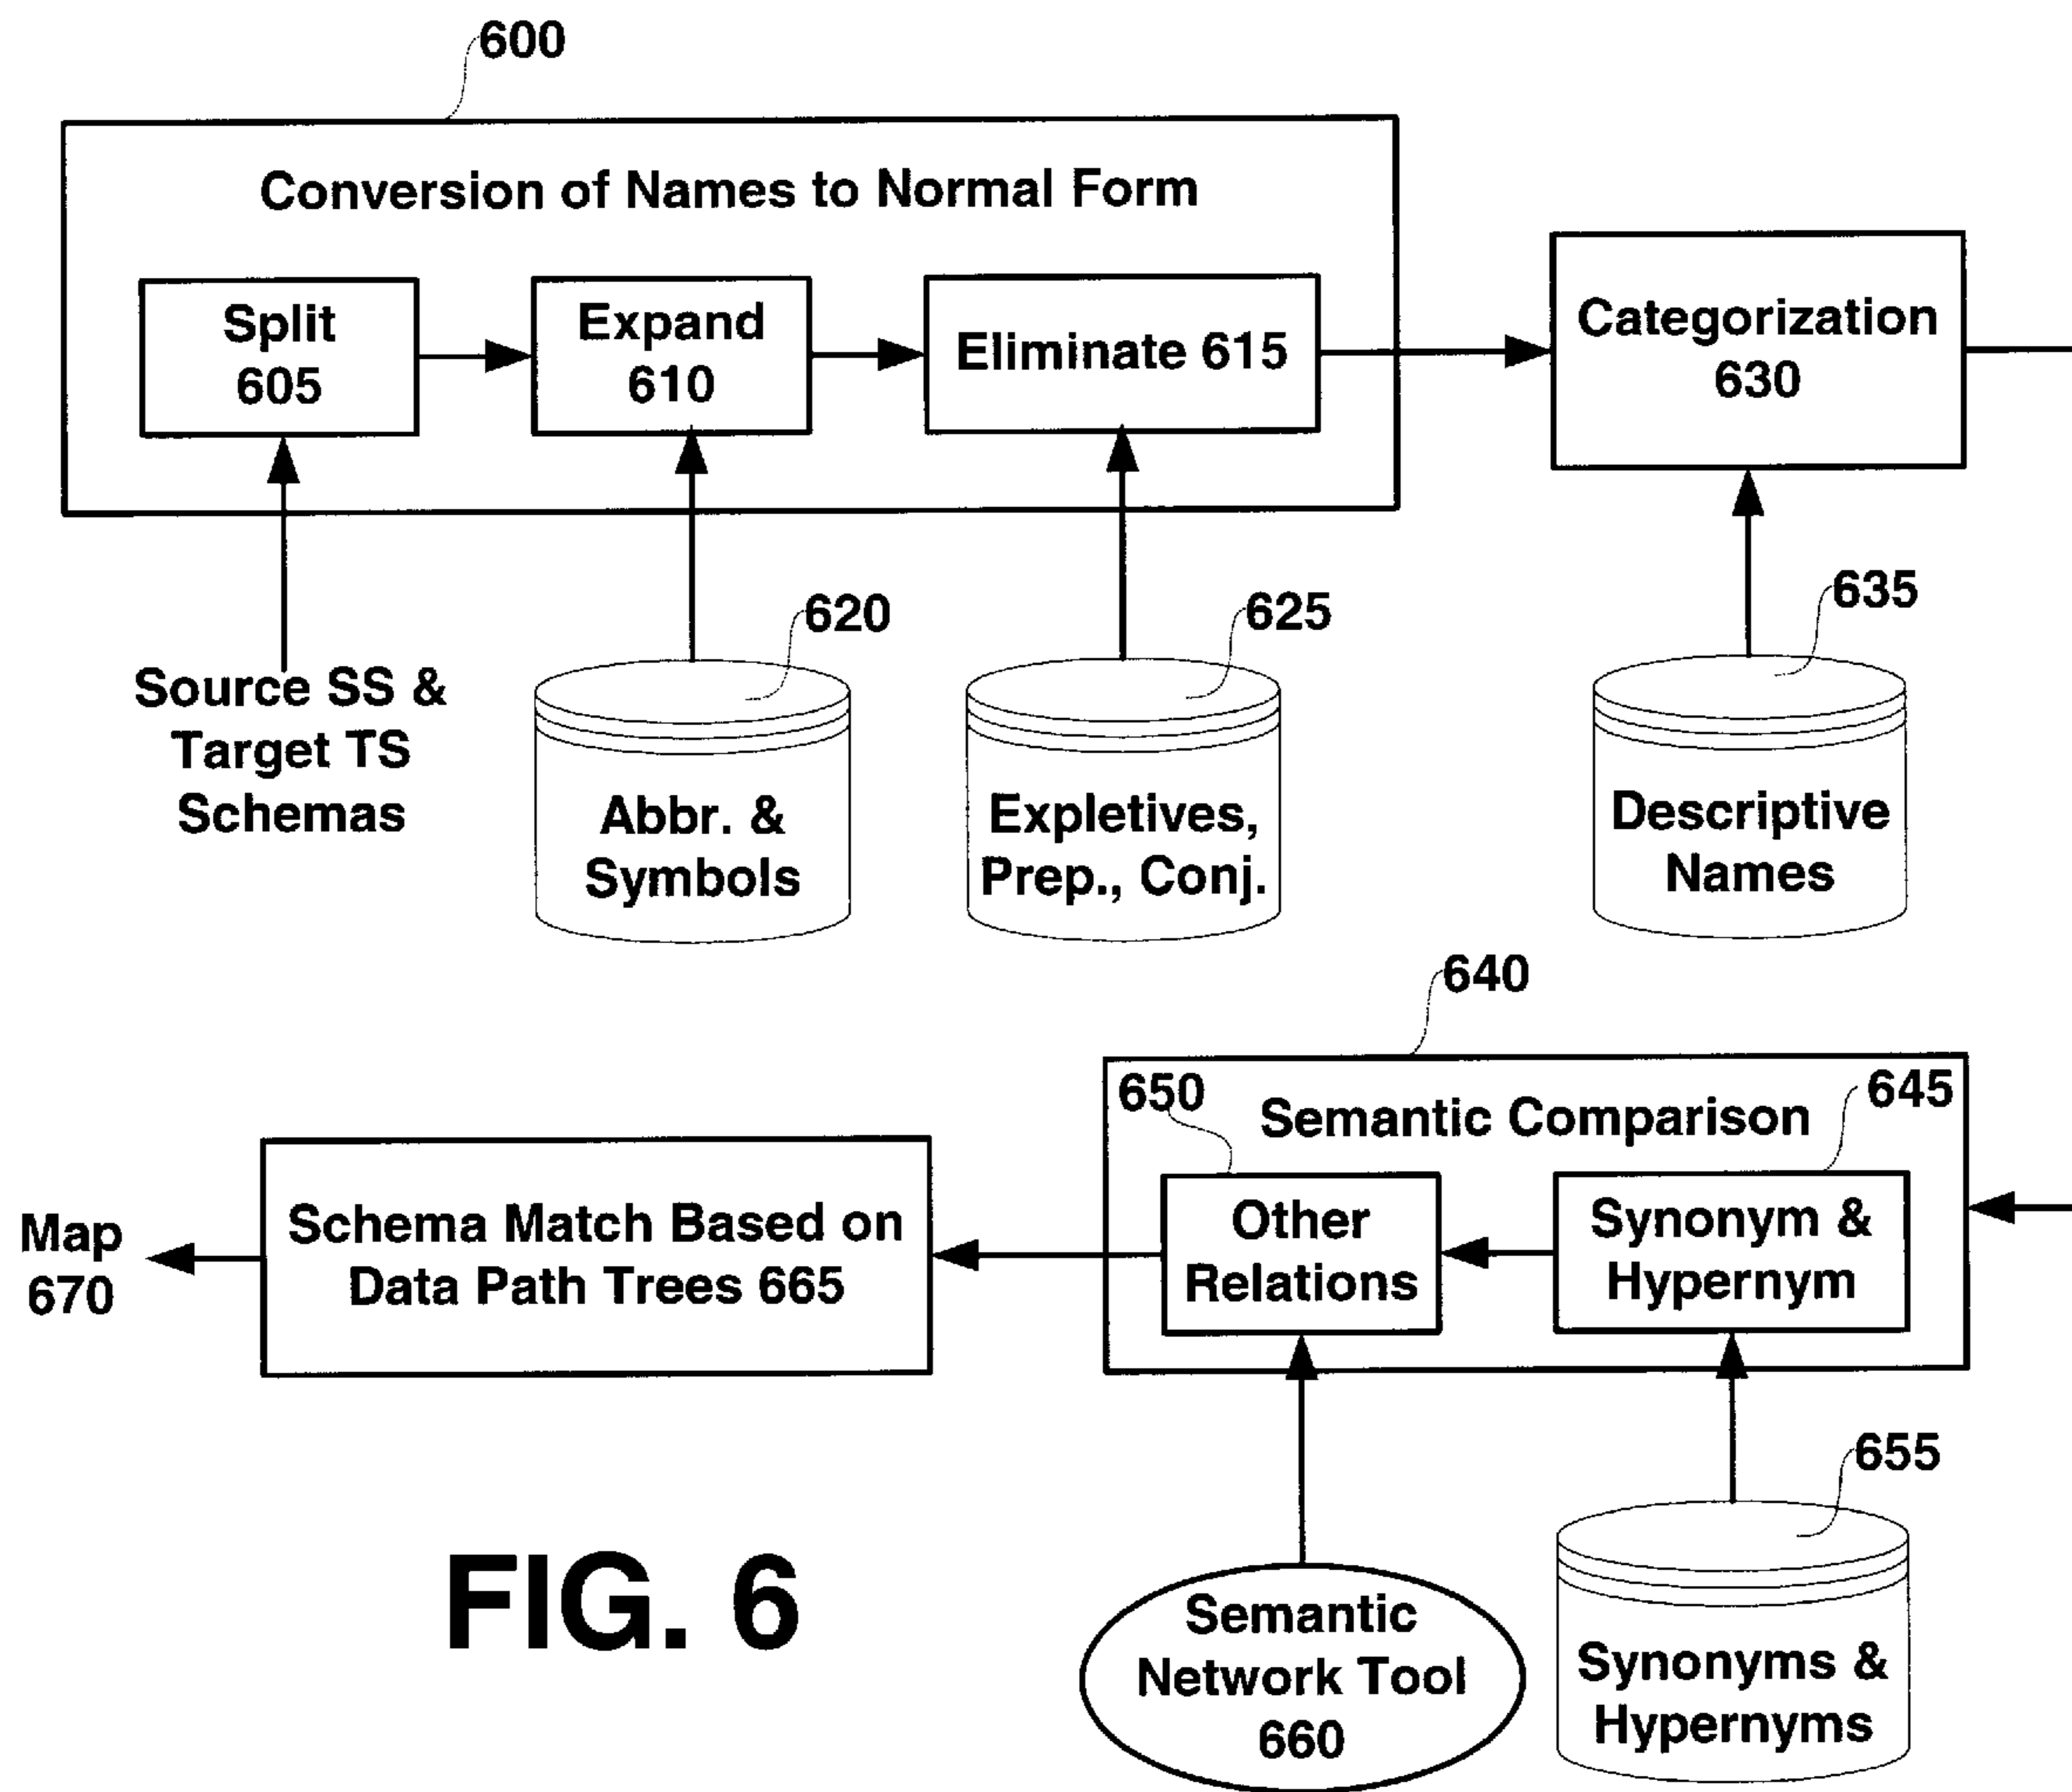 600
Conversion of Names to Normal Form
Split
605
Expand
610
Eliminate 615
Categorization
630
Source SS &
Target TS
Schemas
620
Abbr. &
Symbols
625
Expletives,
Prep., Conj.
635
Descriptive
Names
640
650
Semantic Comparison
645
Map
670
Schema Match Based on
Data Path Trees 665
Other
Relations
Synonym &
Hypernym
655
FIG. 6
Semantic
Network Tool
660
Synonyms &
Hypernyms